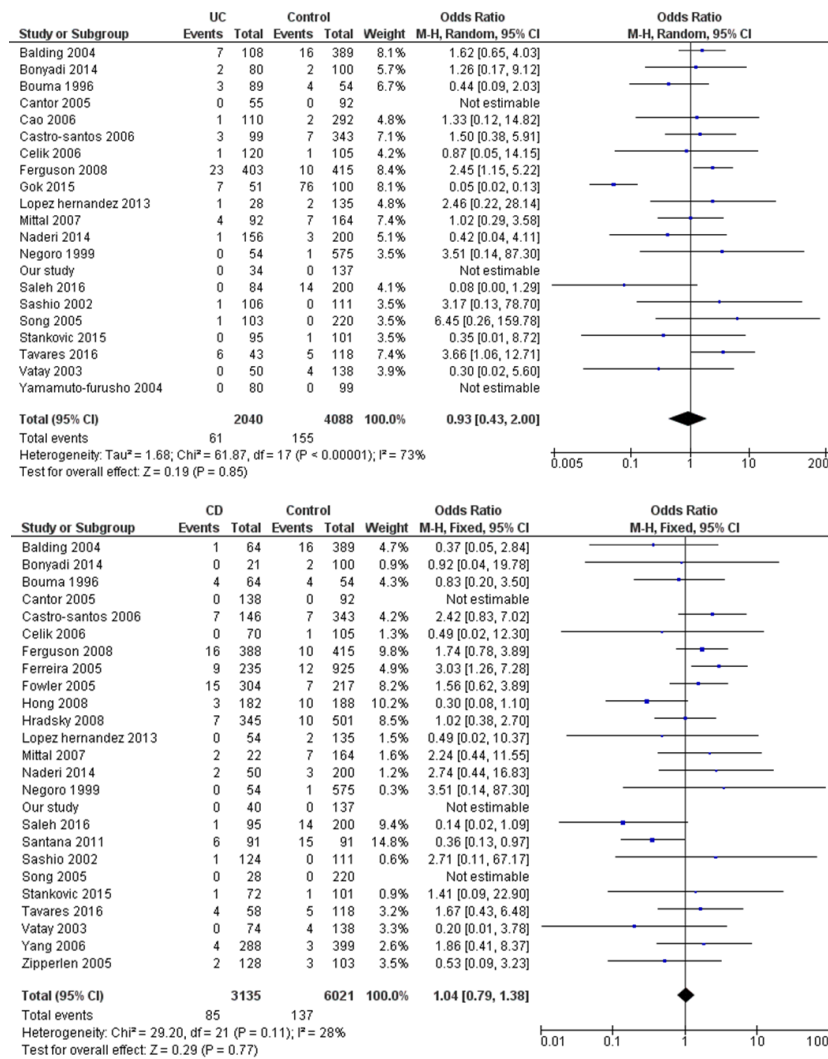 UC Control Odds Ratio Odds Ratio
Study or Subgroup Events Total Events Total Weight M-H, Random, 95% CI M-H, Random, 95% CI
Balding 2004 7 108 16 389 8.1% 1.62 [0.65, 4.03]
Bonyadi 2014 2 80 2 100 6.0% 1.26 [0.17, 9.12]
Bouma 1996 3 89 4 54 6.7% 0.44 [0.09, 2.03]
Cantor 2005 0 55 0 92 Not estimable
Cao 2006 1 110 2 292 4.8% 1.33 [0.12, 14.82]
Castro-santos 2006 3 99 7 343 7.1% 1.50 [0.38, 5.91]
Celik 2006 1 120 1 105 4.1% 0.87 [0.05, 14.15]
Ferguson 2008 23 403 10 415 8.4% 2.45 [1.15, 5.22]
Gok 2015 7 51 76 100 8.1% 0.05 [0.02, 0.13]
Lopez hernandez 2013 1 28 2 135 4.8% 2.46 [0.22, 28.14]
Mittal 2007 4 92 7 164 7.4% 1.02 [0.29, 3.58]
Naderi 2014 1 156 3 200 5.1% 0.42 [0.04, 4.11]
Negoro 1999 0 54 1 575 3.5% 3.51 [0.14, 87.30]
Our study 0 34 0 137 Not estimable
Saleh 2016 0 84 14 200 4.1% 0.08 [0.00, 1.29]
Sashio 2002 1 106 0 111 3.5% 3.17 [0.13, 78.70]
Song 2005 1 103 0 220 3.5% 6.45 [0.26, 159.78]
Stankovic 2015 0 95 1 101 3.5% 0.35 [0.01, 8.72]
Tavares 2016 6 43 5 118 7.4% 3.66 [1.06, 12.71]
Vatay 2003 0 50 4 138 3.9% 0.30 [0.02, 5.60]
Yamamuto-furusho 2004 0 80 0 99 Not estimable
Total (95% CI) 2040 4088 100.0% 0.93 [0.43, 2.00]
Total events 61 155
Heterogeneity: Tau² = 1.68; Chi² = 61.87, df = 17 (P < 0.00001); I² = 73%
Test for overall effect: Z = 0.19 (P = 0.85)
0.005 0.1 1 10 200
CD Control Odds Ratio Odds Ratio
Study or Subgroup Events Total Events Total Weight M-H, Fixed, 95% CI M-H, Fixed, 95% CI
Balding 2004 1 64 16 389 4.7% 0.37 [0.05, 2.84]
Bonyadi 2014 0 21 2 100 0.9% 0.92 [0.04, 19.78]
Bouma 1996 4 64 4 54 4.3% 0.83 [0.20, 3.50]
Cantor 2005 0 138 0 92 Not estimable
Castro-santos 2006 7 146 7 343 4.2% 2.42 [0.83, 7.02]
Celik 2006 0 70 1 105 1.3% 0.49 [0.02, 12.30]
Ferguson 2008 16 388 10 415 9.8% 1.74 [0.78, 3.89]
Ferreira 2005 9 235 12 925 4.9% 3.03 [1.26, 7.28]
Fowler 2005 15 304 7 217 8.2% 1.56 [0.62, 3.89]
Hong 2008 3 182 10 188 10.2% 0.30 [0.08, 1.10]
Hradsky 2008 7 345 10 501 8.4% 1.02 [0.38, 2.70]
Lopez hernandez 2013 0 54 2 135 1.5% 0.49 [0.02, 10.37]
Mittal 2007 2 22 7 164 1.6% 2.24 [0.44, 11.55]
Naderi 2014 2 50 3 200 1.2% 2.74 [0.44, 16.83]
Negoro 1999 0 54 1 575 0.3% 3.51 [0.14, 87.30]
Our study 0 40 0 137 Not estimable
Saleh 2016 1 95 14 200 9.4% 0.14 [0.02, 1.09]
Santana 2011 6 91 15 91 14.8% 0.36 [0.13, 0.97]
Sashio 2002 1 124 0 111 0.6% 2.71 [0.11, 67.17]
Song 2005 0 28 0 220 Not estimable
Stankovic 2015 1 72 1 101 0.9% 1.41 [0.09, 22.90]
Tavares 2016 4 58 5 118 3.2% 1.67 [0.43, 6.48]
Vatay 2003 0 74 4 138 3.3% 0.20 [0.01, 3.78]
Yang 2006 4 288 3 399 2.6% 1.86 [0.41, 8.37]
Zipperlen 2005 2 128 3 103 3.5% 0.53 [0.09, 3.23]
Total (95% CI) 3135 6021 100.0% 1.04 [0.79, 1.38]
Total events 85 137
Heterogeneity: Chi² = 29.20, df = 21 (P = 0.11); I² = 28%
Test for overall effect: Z = 0.29 (P = 0.77)
0.01 0.1 1 10 100